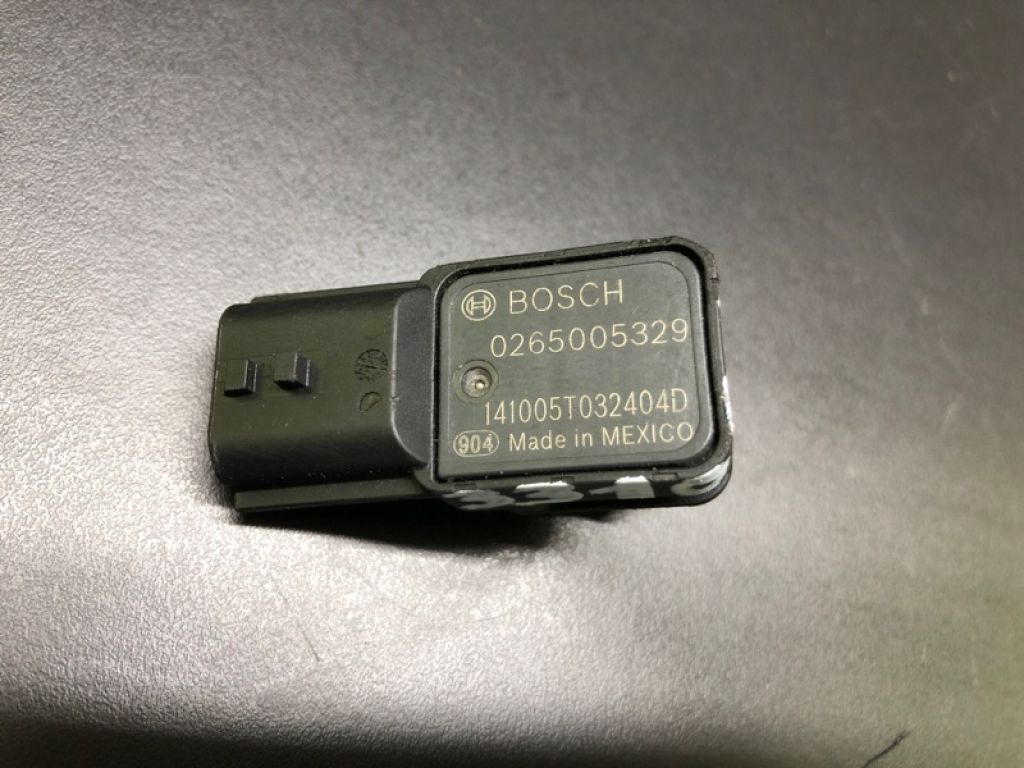 BOSCH
0265005329
141005T032404D
904 Made in MEXICO